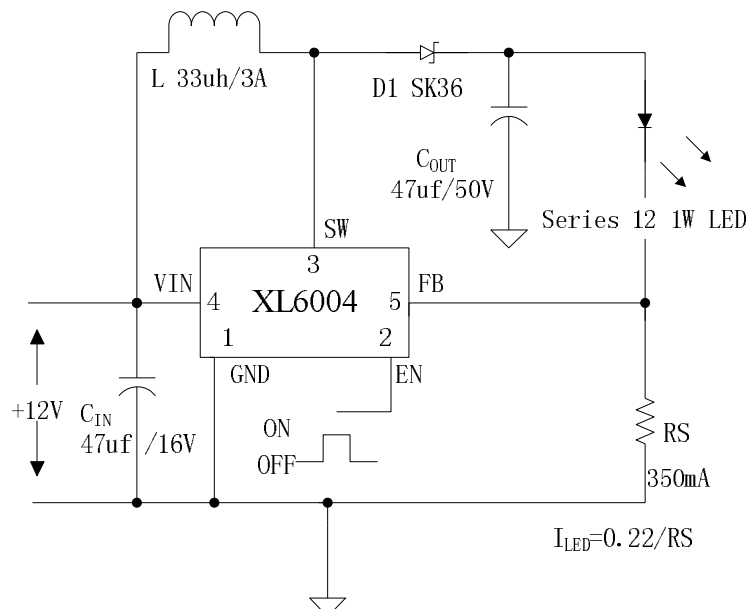 L 33uh/3A
D1 SK36
COUT
47uf/50V
Series 12 1W LED
SW
3
VIN
4
XL6004
5
FB
1
2
GND
EN
+12V
CIN
47uf /16V
ON
OFF
RS
350mA
ILED=0.22/RS